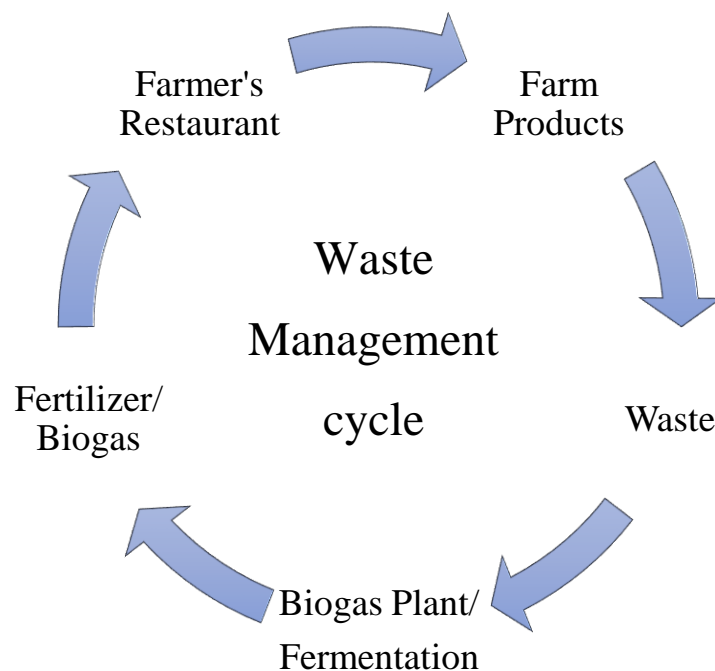 Farmer's
Restaurant
Farm
Products
Waste
Management
cycle
Fertilizer/
Biogas
Waste
Biogas Plant/
Fermentation